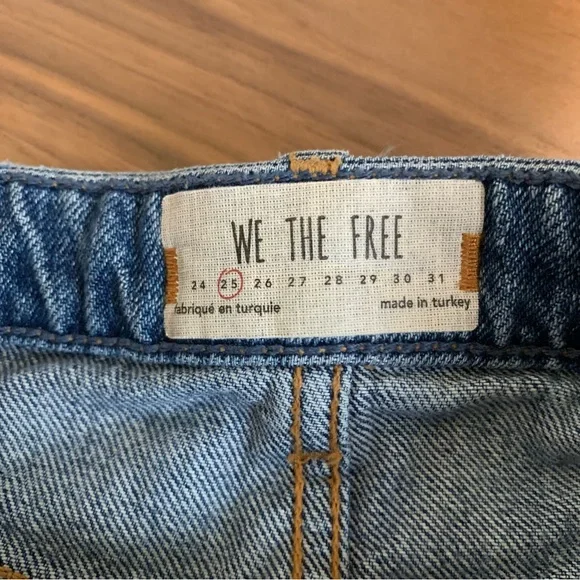 WE THE FREE
24 25 26 27 28 29 30 31
fabriqué en turquie made in turkey